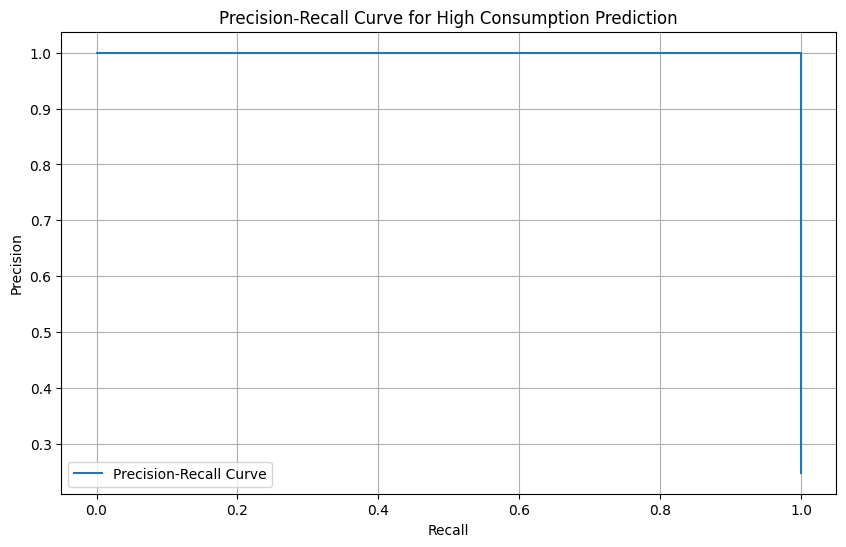 Precision-Recall Curve for High Consumption Prediction
1.0
0.9
0.8
0.7
0.6
0.5
0.4
0.3
Precision
Precision-Recall Curve
0.0 0.2 0.4 0.6 0.8 1.0
Recall